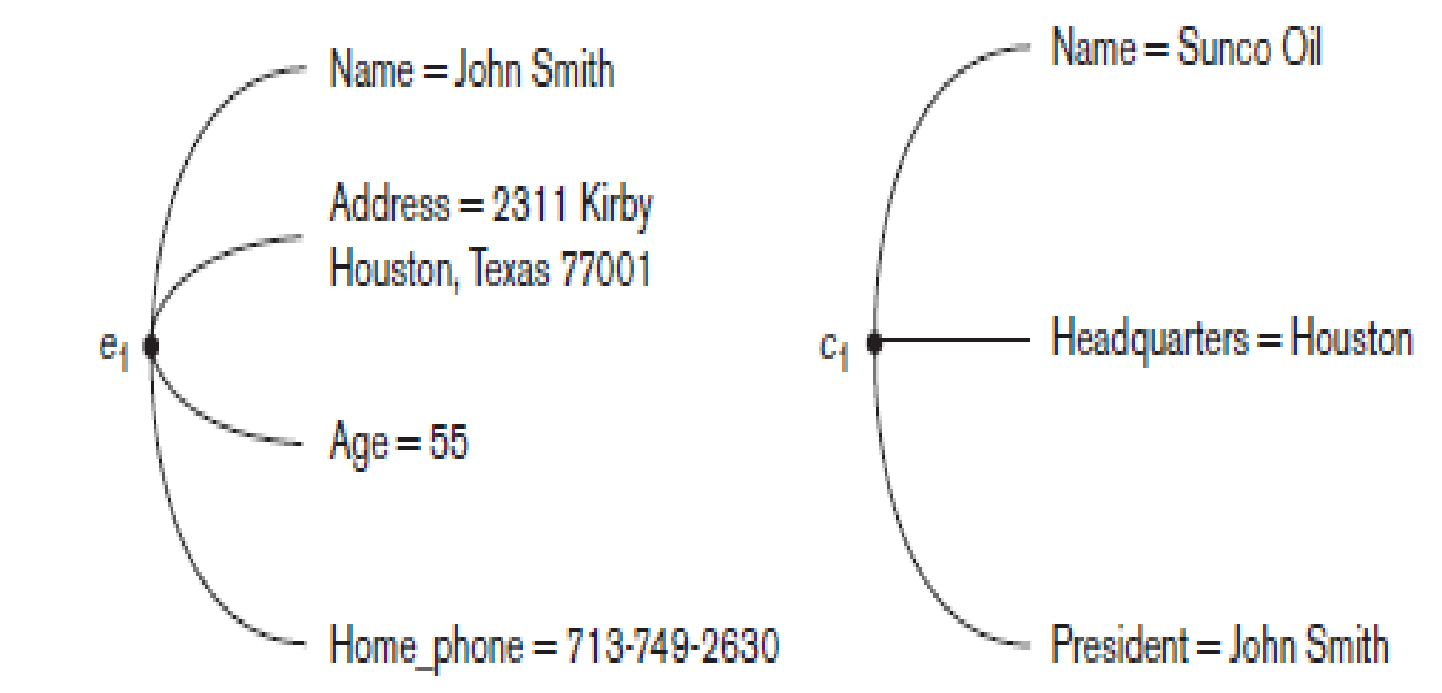 Name = John Smith
Address = 2311 Kirby
Houston, Texas 77001
e1
Age = 55
Home_phone = 713-749-2630
Name = Sunco Oil
c1
Headquarters = Houston
President = John Smith